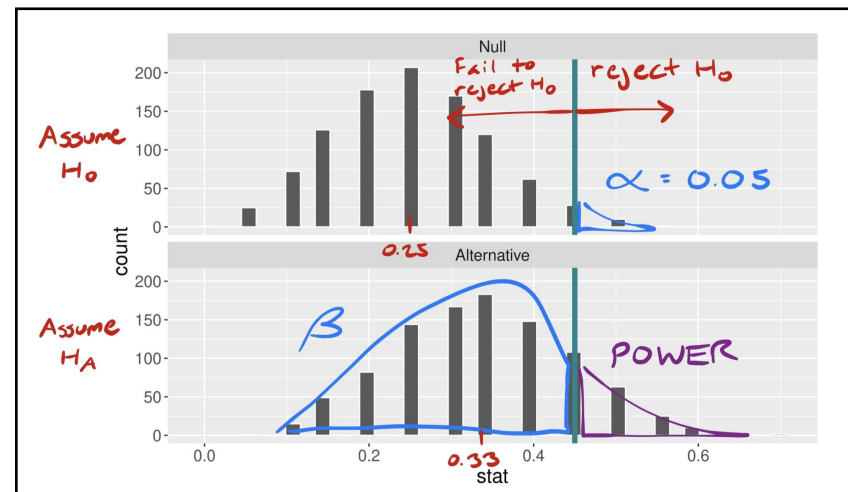 Null
Fail to
reject H₀
reject H₀
Assume
H₀
200
150
100
50
0
α = 0.05
0.25
count
Alternative
Assume
H_A
200
150
100
50
0
β
POWER
0.0
0.2
0.4
0.6
0.33
stat